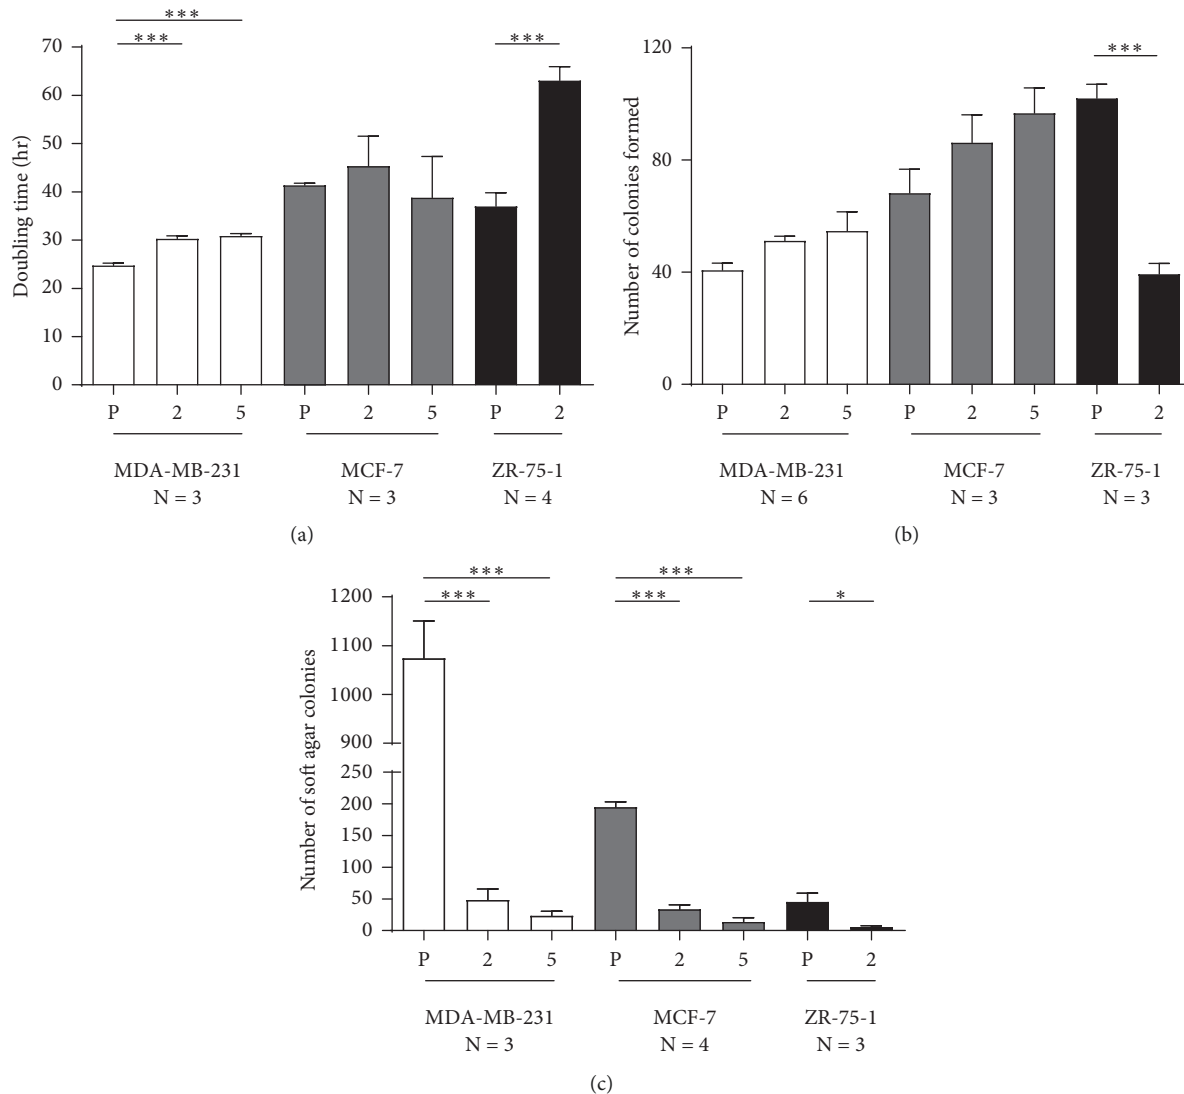 *** 
***
***
70
60
50
40
30
20
10
0
Doubling time (hr)
P 2 5 P 2 5 P 2
MDA-MB-231 MCF-7 ZR-75-1
N = 3 N = 3 N = 4
(a)
***
120
80
40
0
Number of colonies formed
P 2 5 P 2 5 P 2
MDA-MB-231 MCF-7 ZR-75-1
N = 6 N = 3 N = 3
(b)
*** ***
*** *** *
1200
1100
1000
900
250
200
150
100
50
0
Number of soft agar colonies
P 2 5 P 2 5 P 2
MDA-MB-231 MCF-7 ZR-75-1
N = 3 N = 4 N = 3
(c)